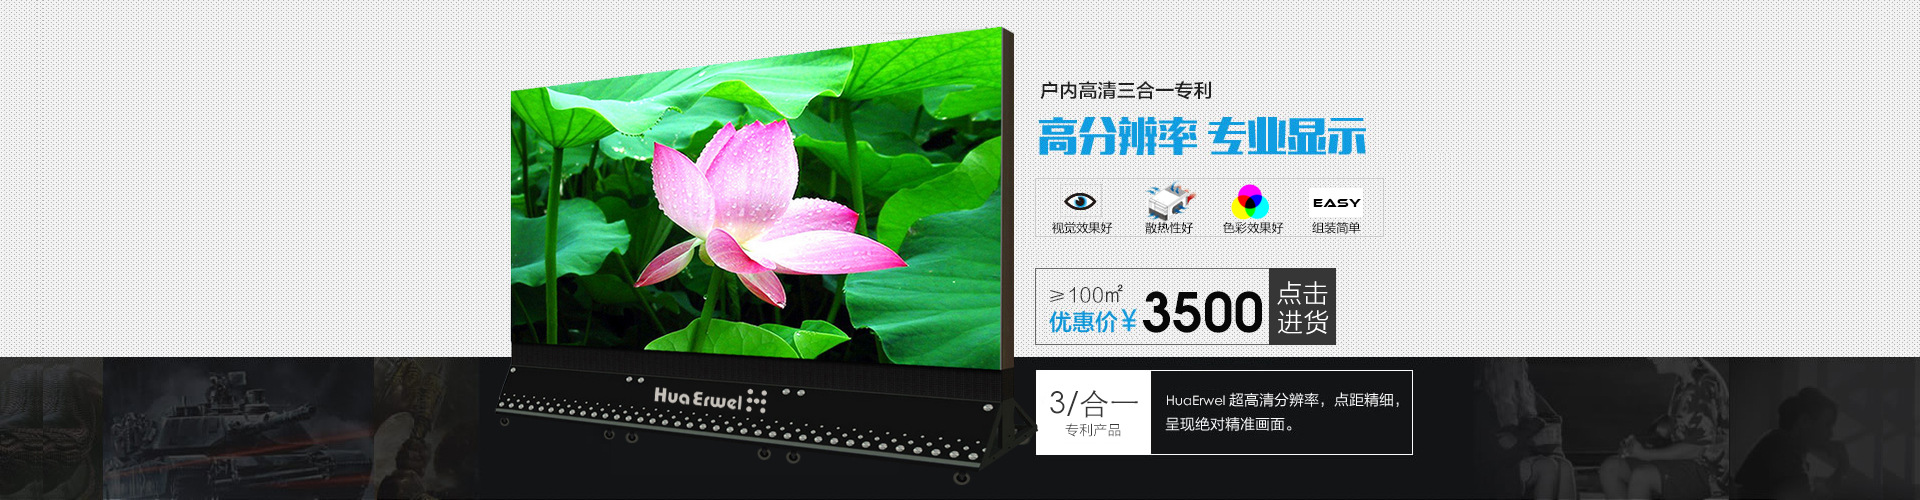 户内高清三合一专利
高分辨率 专业显示
EASY
视觉效果好 散热性好 色彩效果好 组装简单
≥100㎡
优惠价¥3500
点击
进货
HuaErwel
3/合一
专利产品
HuaErwel 超高清分辨率，点距精细，
呈现绝对精准画面。